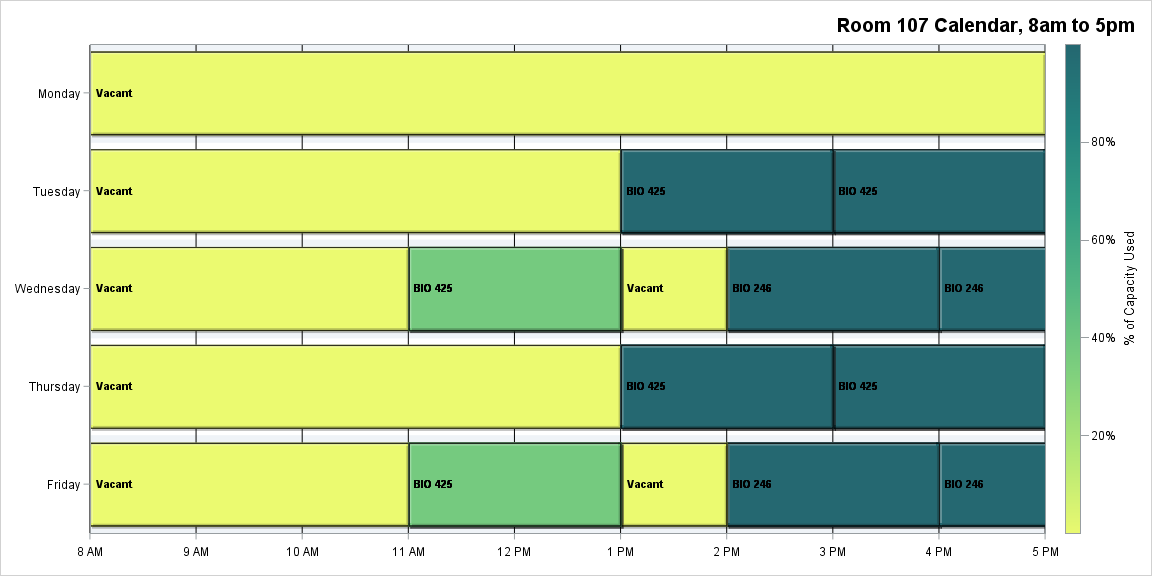 Room 107 Calendar, 8am to 5pm
Monday
Vacant
Tuesday
Vacant
BIO 425
BIO 425
Wednesday
Vacant
BIO 425
Vacant
BIO 246
BIO 246
Thursday
Vacant
BIO 425
BIO 425
Friday
Vacant
BIO 425
Vacant
BIO 246
BIO 246
8 AM
9 AM
10 AM
11 AM
12 PM
1 PM
2 PM
3 PM
4 PM
5 PM
80%
60%
40%
20%
% of Capacity Used